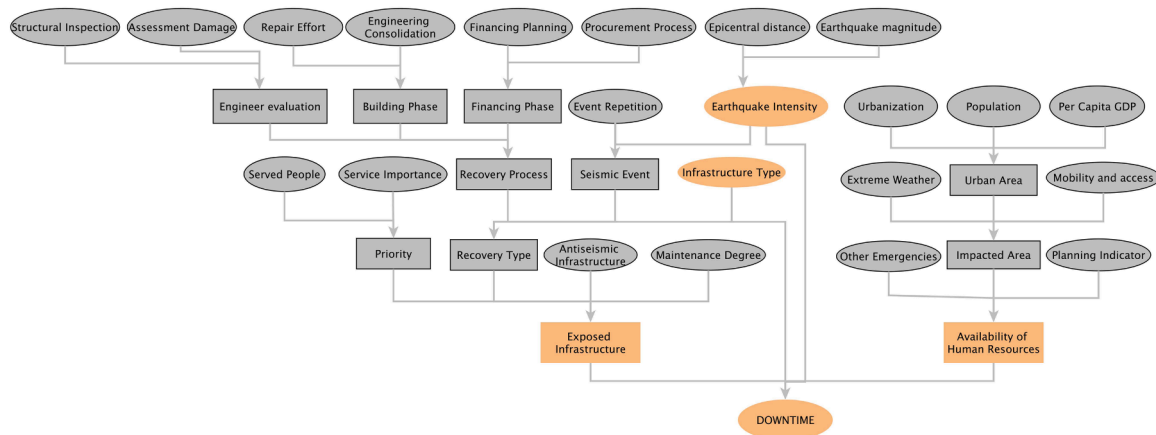 Structural Inspection
Assessment Damage
Repair Effort
Engineering
Consolidation
Financing Planning
Procurement Process
Epicentral distance
Earthquake magnitude
Engineer evaluation
Building Phase
Financing Phase
Event Repetition
Earthquake Intensity
Urbanization
Population
Per Capita GDP
Served People
Service Importance
Recovery Process
Seismic Event
Infrastructure Type
Extreme Weather
Urban Area
Mobility and access
Priority
Recovery Type
Antiseismic
Infrastructure
Maintenance Degree
Other Emergencies
Impacted Area
Planning Indicator
Exposed
Infrastructure
Availability of
Human Resources
DOWNTIME